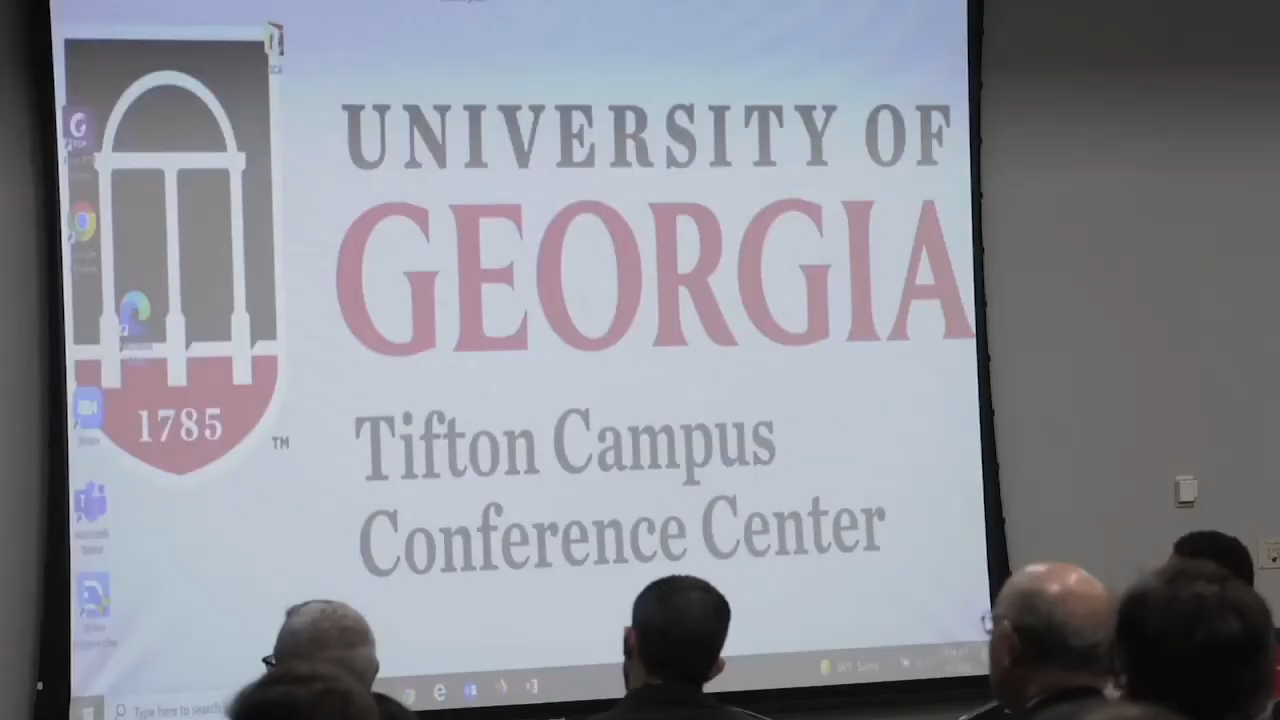 UNIVERSITY OF
GEORGIA
1785
TM
Tifton Campus
Conference Center
Type here to search